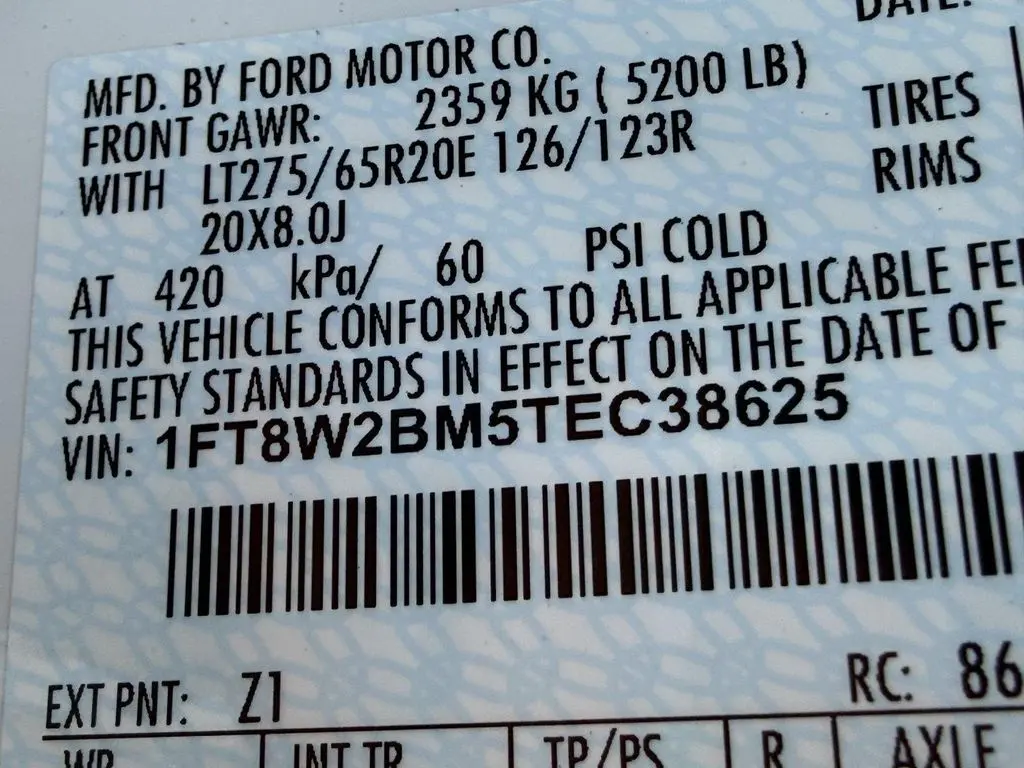 DATE:
MFD. BY FORD MOTOR CO.
FRONT GAWR: 2359 KG ( 5200 LB)
WITH LT275/65R20E 126/123R TIRES
20X8.0J RIMS
AT 420 kPa/ 60 PSI COLD
THIS VEHICLE CONFORMS TO ALL APPLICABLE
SAFETY STANDARDS IN EFFECT ON THE DATE OF
VIN: 1FT8W2BM5TEC38625
EXT PNT: Z1 RC: 86
WB INT TR TP/PS R AXLE